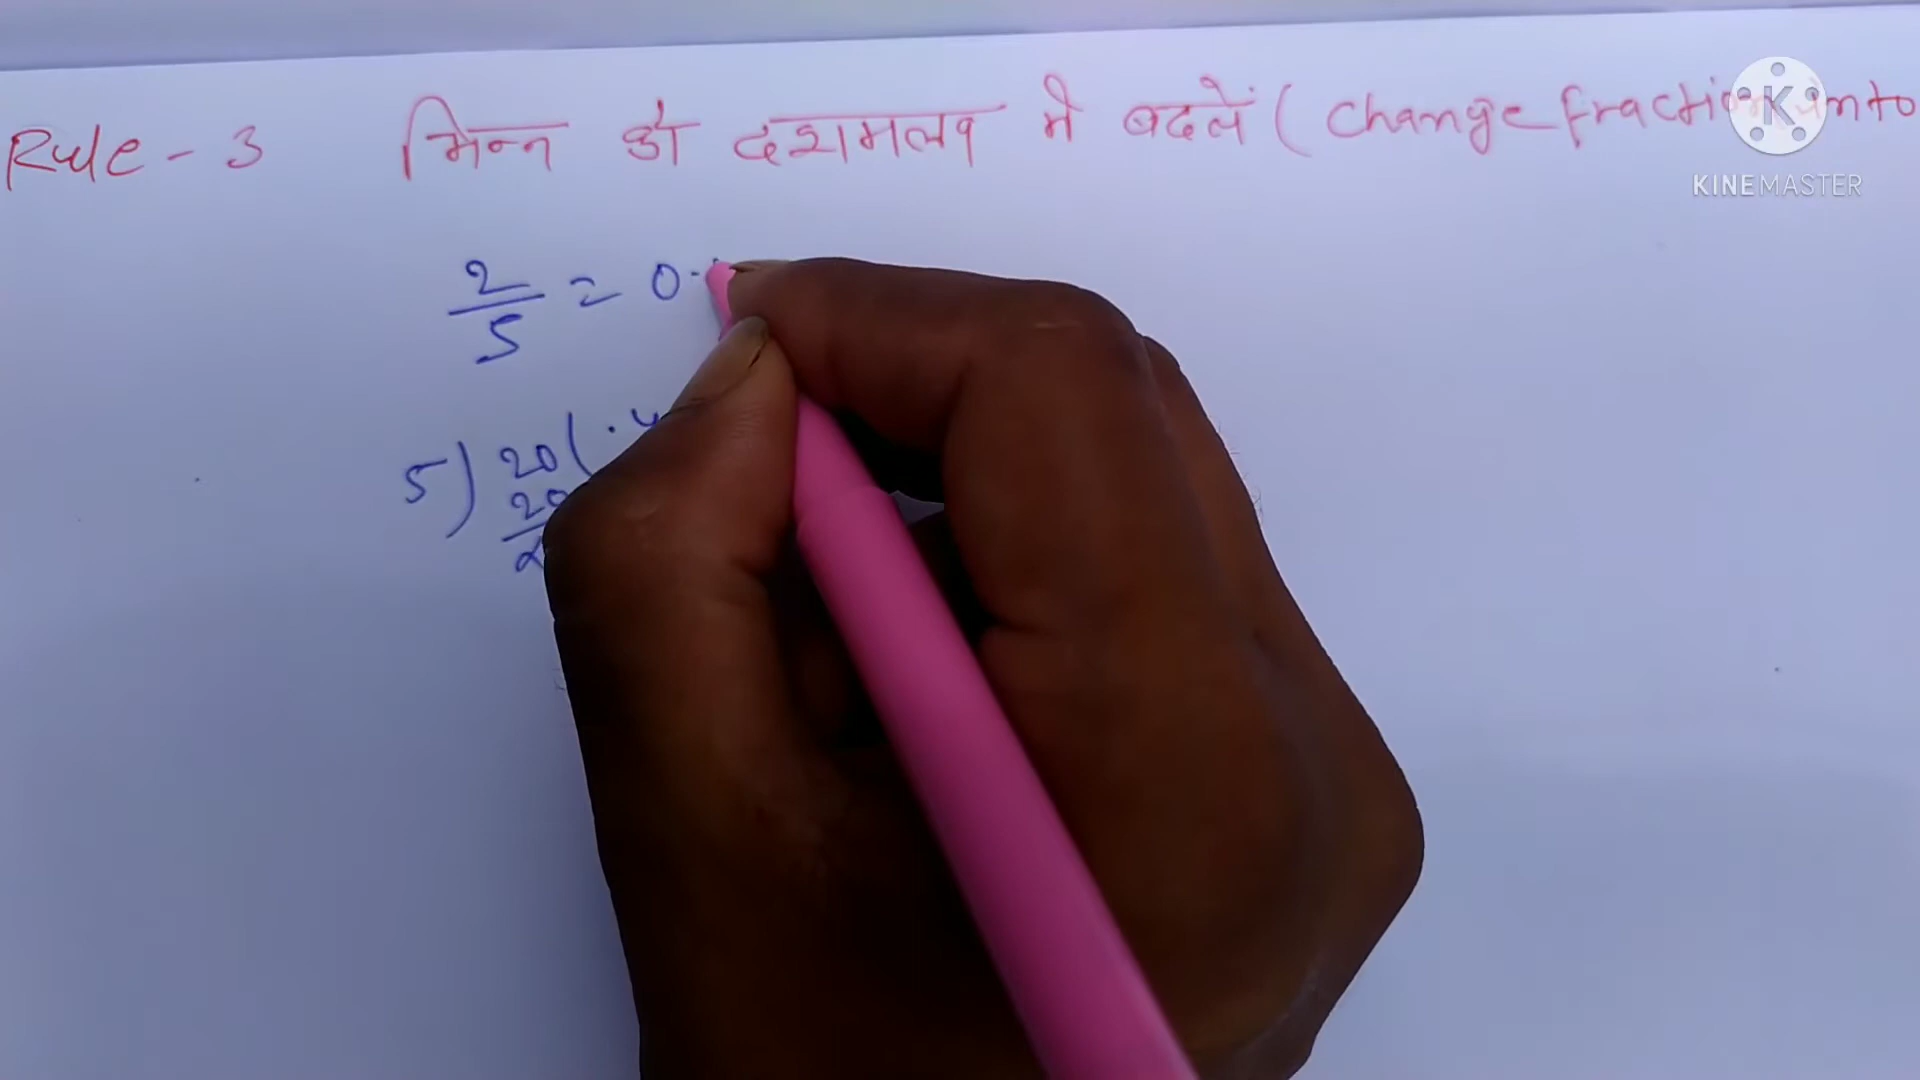 Rule - 3 भिन्न को दशमलव में बदलें ( change fraction into
KINEMASTER
2/5 = 0.
5) 20 ( .4
20